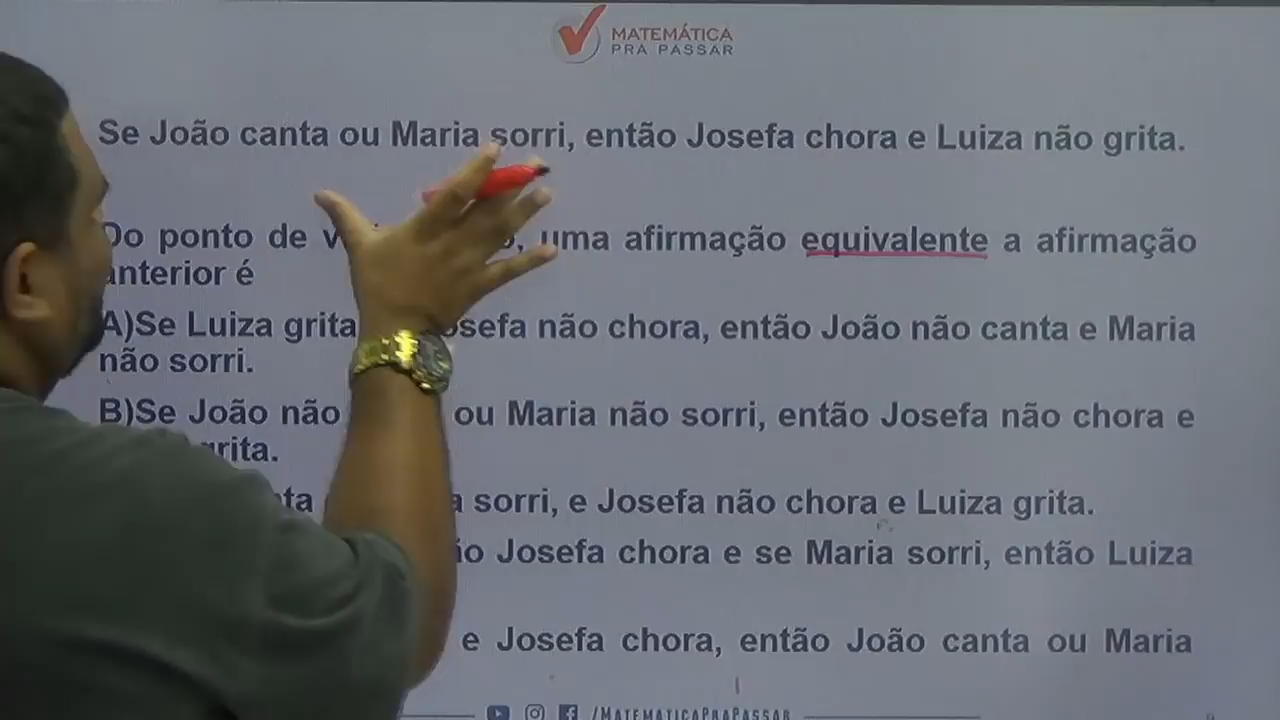 MATEMÁTICA
PRA PASSAR
Se João canta ou Maria sorri, então Josefa chora e Luiza não grita.
Do ponto de uma afirmação equivalente a afirmação
anterior é
A)Se Luiza grita Josefa não chora, então João não canta e Maria
não sorri.
B)Se João não ou Maria não sorri, então Josefa não chora e
grita.
sorri, e Josefa não chora e Luiza grita.
Josefa chora e se Maria sorri, então Luiza
e Josefa chora, então João canta ou Maria
/MATEMATICAPRAPASSAR